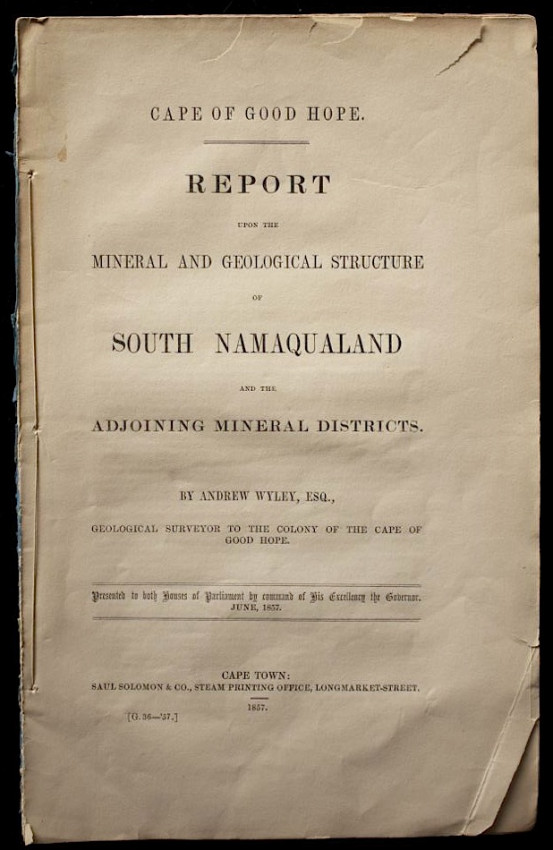 CAPE OF GOOD HOPE.
REPORT
UPON THE
MINERAL AND GEOLOGICAL STRUCTURE
OF
SOUTH NAMAQUALAND
AND THE
ADJOINING MINERAL DISTRICTS.
BY ANDREW WYLEY, ESQ.,
GEOLOGICAL SURVEYOR TO THE COLONY OF THE CAPE OF
GOOD HOPE.
Presented to both Houses of Parliament by command of His Excellency the Governor.
JUNE, 1857.
CAPE TOWN:
SAUL SOLOMON & CO., STEAM PRINTING OFFICE, LONGMARKET-STREET.
1857.
[G. 36—'57.]